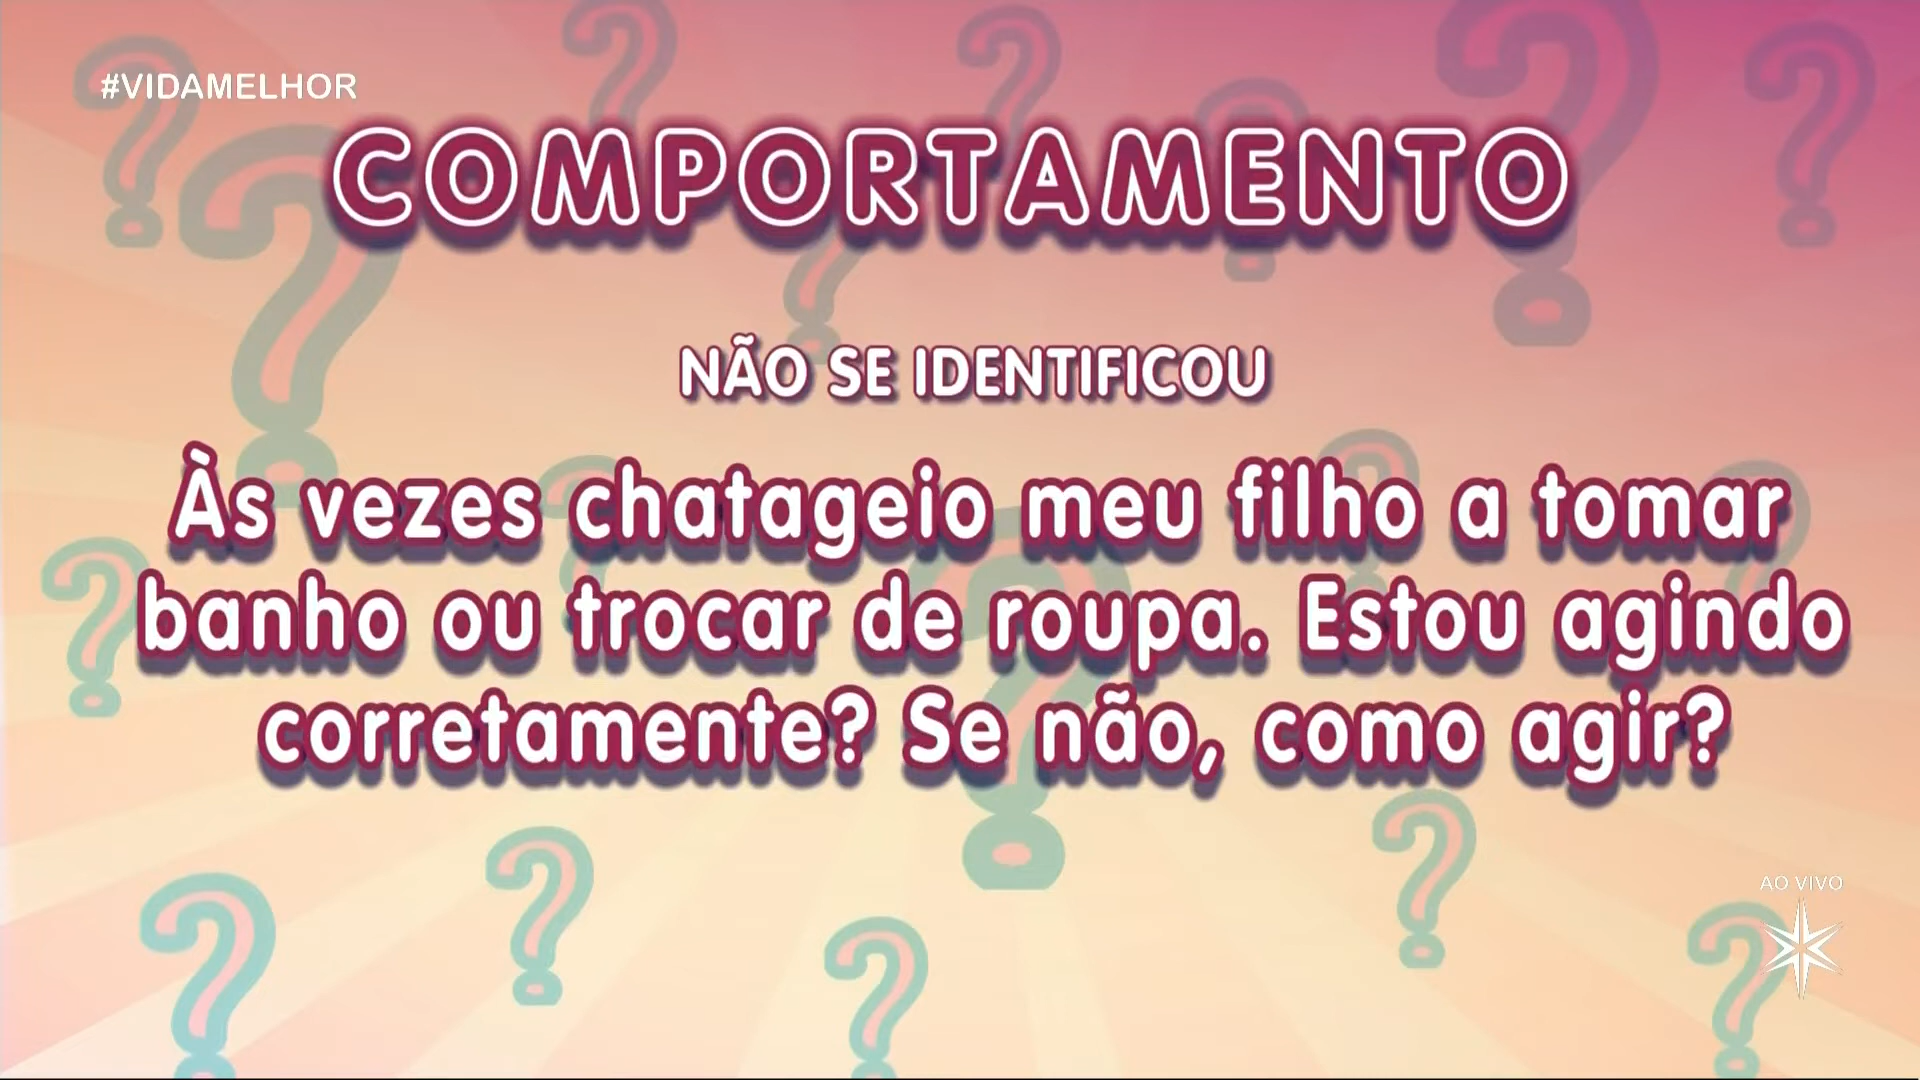 #VIDAMELHOR
COMPORTAMENTO
NÃO SE IDENTIFICOU
Às vezes chatageio meu filho a tomar
banho ou trocar de roupa. Estou agindo
corretamente? Se não, como agir?
AO VIVO